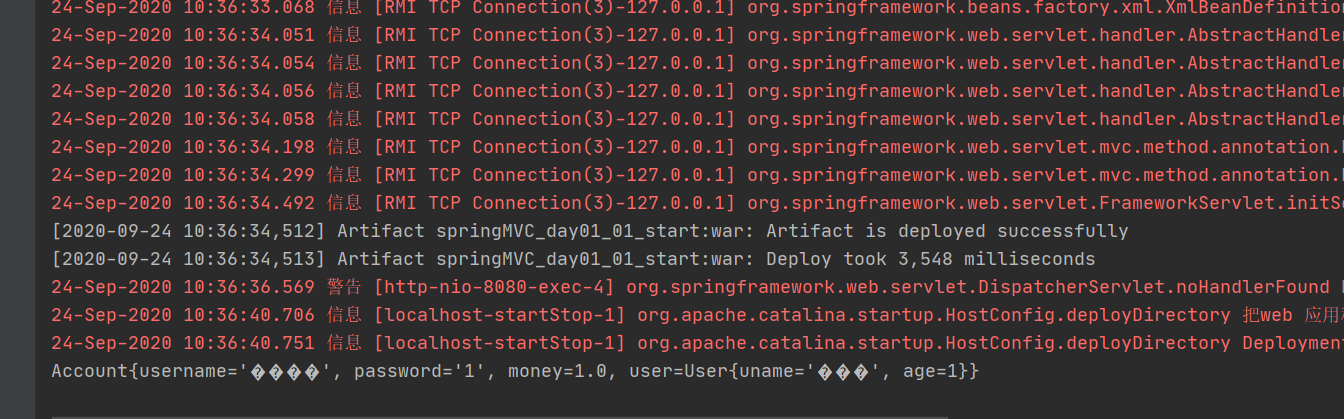 24-Sep-2020 10:36:33.068 信息 [RMI TCP Connection(3)-127.0.0.1] org.springframework.beans.factory.xml.XmlBeanDefinition
24-Sep-2020 10:36:34.051 信息 [RMI TCP Connection(3)-127.0.0.1] org.springframework.web.servlet.handler.AbstractHandler
24-Sep-2020 10:36:34.054 信息 [RMI TCP Connection(3)-127.0.0.1] org.springframework.web.servlet.handler.AbstractHandler
24-Sep-2020 10:36:34.056 信息 [RMI TCP Connection(3)-127.0.0.1] org.springframework.web.servlet.handler.AbstractHandler
24-Sep-2020 10:36:34.058 信息 [RMI TCP Connection(3)-127.0.0.1] org.springframework.web.servlet.handler.AbstractHandler
24-Sep-2020 10:36:34.198 信息 [RMI TCP Connection(3)-127.0.0.1] org.springframework.web.servlet.mvc.method.annotation.
24-Sep-2020 10:36:34.299 信息 [RMI TCP Connection(3)-127.0.0.1] org.springframework.web.servlet.mvc.method.annotation.
24-Sep-2020 10:36:34.492 信息 [RMI TCP Connection(3)-127.0.0.1] org.springframework.web.servlet.FrameworkServlet.initSe
[2020-09-24 10:36:34,512] Artifact springMVC_day01_01_start:war: Artifact is deployed successfully
[2020-09-24 10:36:34,513] Artifact springMVC_day01_01_start:war: Deploy took 3,548 milliseconds
24-Sep-2020 10:36:36.569 警告 [http-nio-8080-exec-4] org.springframework.web.servlet.DispatcherServlet.noHandlerFound
24-Sep-2020 10:36:40.706 信息 [localhost-startStop-1] org.apache.catalina.startup.HostConfig.deployDirectory 把web 应用
24-Sep-2020 10:36:40.751 信息 [localhost-startStop-1] org.apache.catalina.startup.HostConfig.deployDirectory Deployment
Account{username='����', password='1', money=1.0, user=User{uname='���', age=1}}